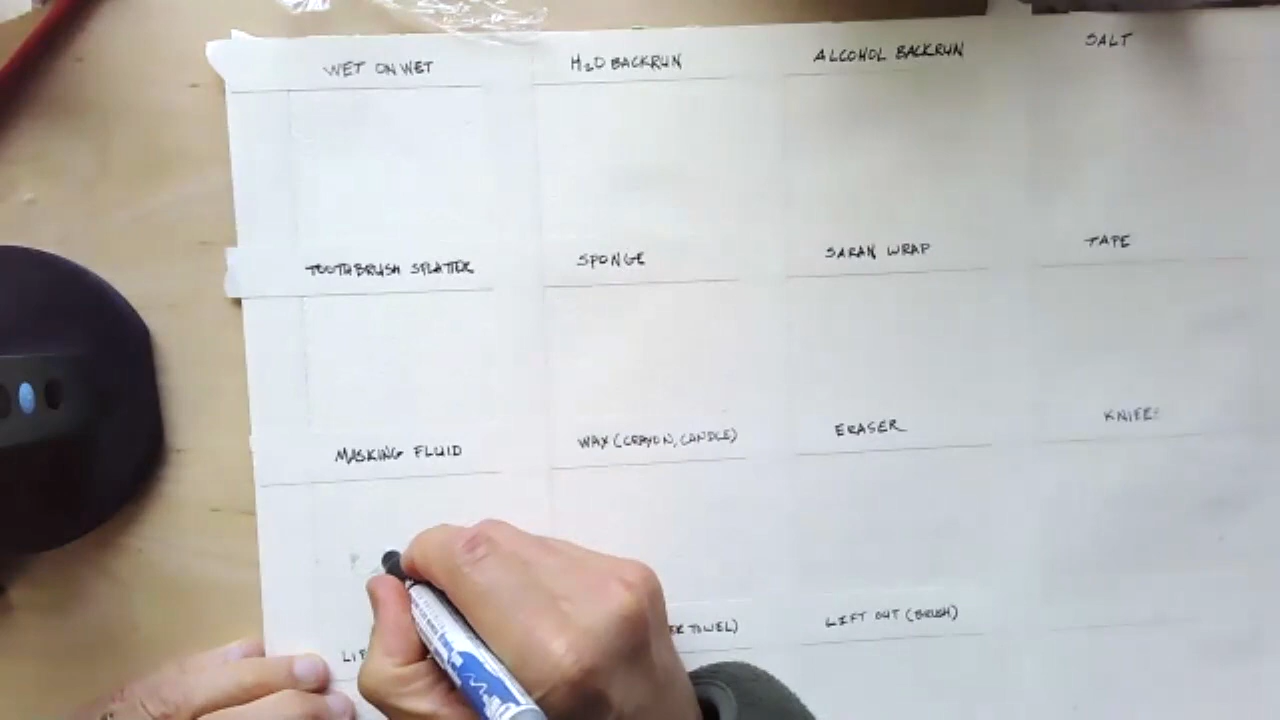 WET ON WET
H2O BACKRUN
ALCOHOL BACKRUN
SALT
TOOTHBRUSH SPLATTER
SPONGE
SARAN WRAP
TAPE
MASKING FLUID
WAX (CRAYON, CANDLE)
ERASER
KNIFE
TOWEL)
LIFT OUT (BRUSH)